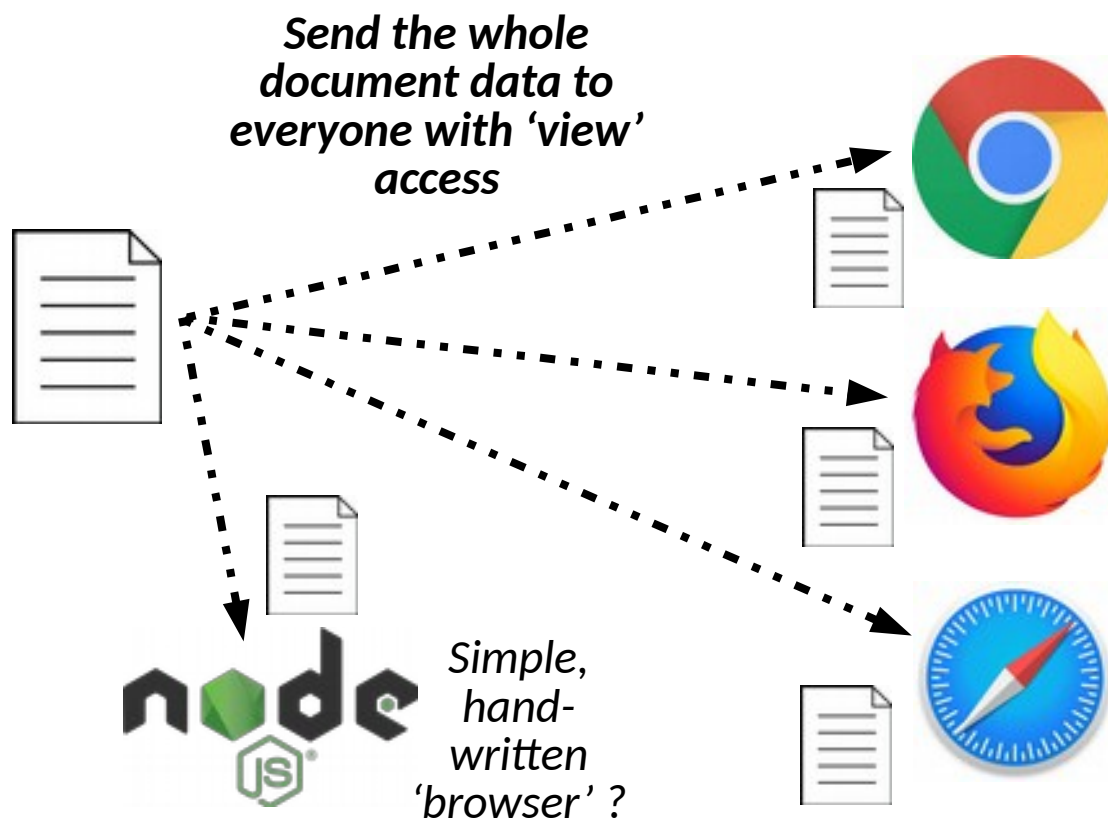 Send the whole
document data to
everyone with ‘view’
access
node
JS®
Simple,
hand-
written
‘browser’ ?